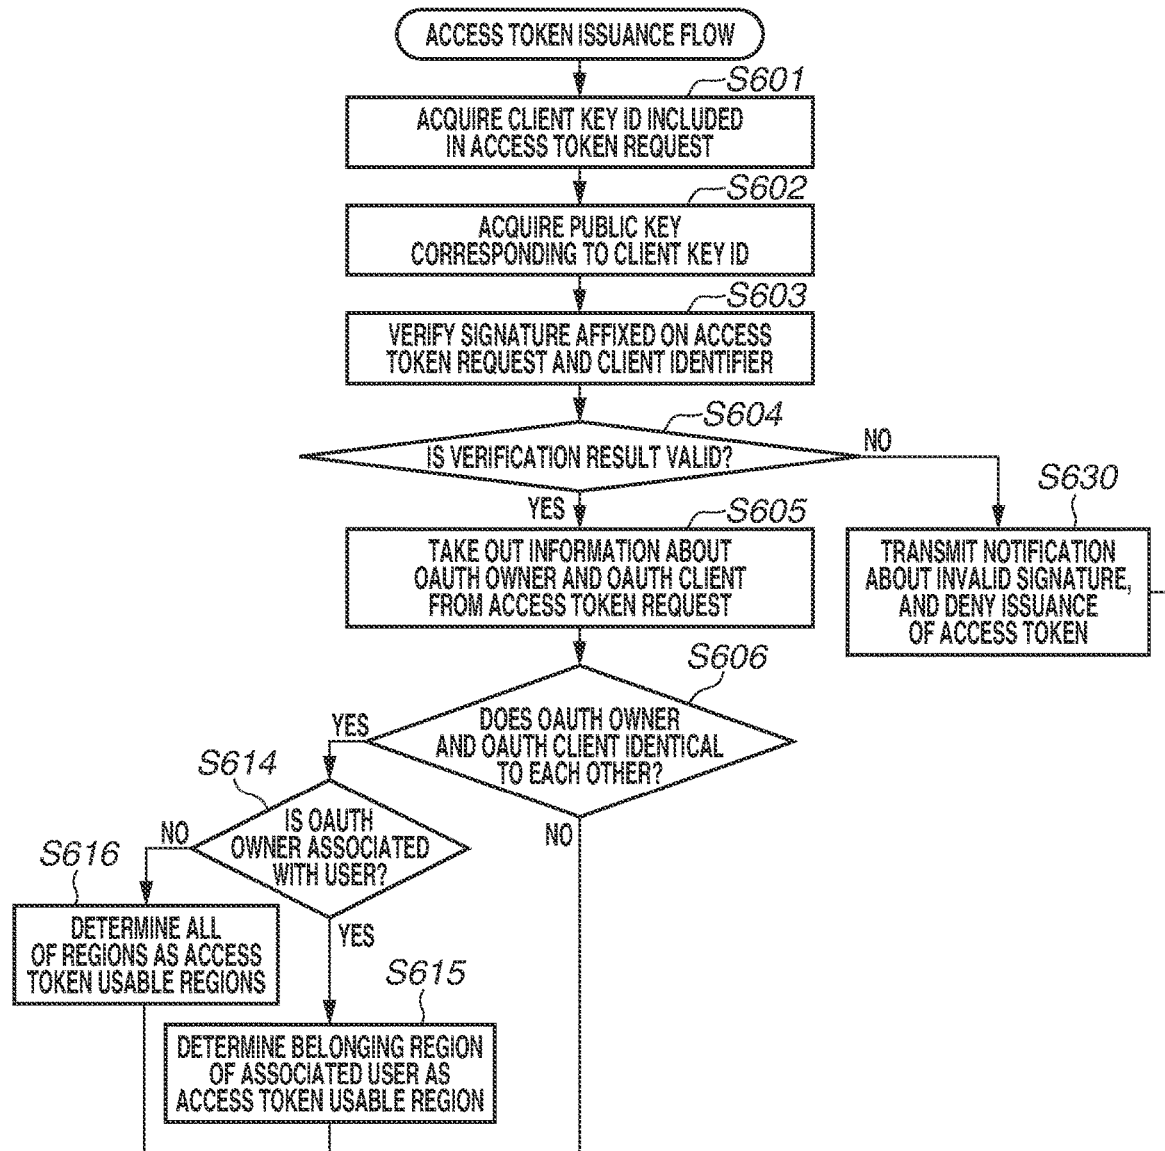 ACCESS TOKEN ISSUANCE FLOW
S601
ACQUIRE CLIENT KEY ID INCLUDED
IN ACCESS TOKEN REQUEST
S602
ACQUIRE PUBLIC KEY
CORRESPONDING TO CLIENT KEY ID
S603
VERIFY SIGNATURE AFFIXED ON ACCESS
TOKEN REQUEST AND CLIENT IDENTIFIER
S604
IS VERIFICATION RESULT VALID?
NO
YES
S605
TAKE OUT INFORMATION ABOUT
OAUTH OWNER AND OAUTH CLIENT
FROM ACCESS TOKEN REQUEST
S630
TRANSMIT NOTIFICATION
ABOUT INVALID SIGNATURE,
AND DENY ISSUANCE
OF ACCESS TOKEN
S606
DOES OAUTH OWNER
AND OAUTH CLIENT IDENTICAL
TO EACH OTHER?
YES
NO
S614
IS OAUTH
OWNER ASSOCIATED
WITH USER?
NO
YES
S616
DETERMINE ALL
OF REGIONS AS ACCESS
TOKEN USABLE REGIONS
S615
DETERMINE BELONGING REGION
OF ASSOCIATED USER AS
ACCESS TOKEN USABLE REGION